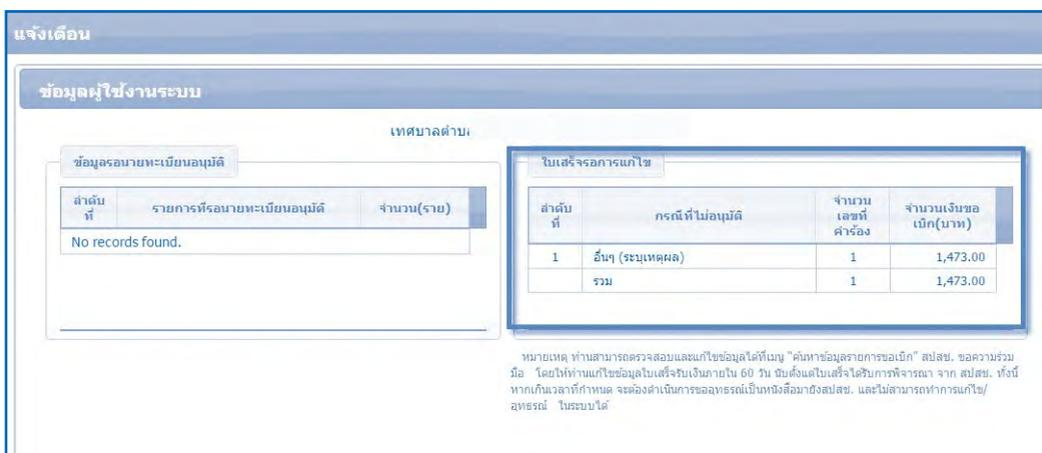 แจ้งเตือน
ข้อมูลผู้ใช้งานระบบ
เทศบาลตำบล
ข้อมูลรอนายทะเบียนอนุมัติ
ลำดับ
ที่
รายการที่รอนายทะเบียนอนุมัติ
จำนวน(ราย)
No records found.
ใบเสร็จรอการแก้ไข
ลำดับ
ที่
กรณีที่ไม่อนุมัติ
จำนวน
เลขที่
คำร้อง
จำนวนเงินขอ
เบิก(บาท)
1 อื่นๆ (ระบุเหตุผล) 1 1,473.00
รวม 1 1,473.00
หมายเหตุ ท่านสามารถตรวจสอบและแก้ไขข้อมูลได้ที่เมนู "ค้นหาข้อมูลรายการขอเบิก" สปสช. ขอความร่วม
มือ โดยให้ท่านแก้ไขข้อมูลใบเสร็จรับเงินภายใน 60 วัน นับตั้งแต่ใบเสร็จได้รับการพิจารณา จาก สปสช. ทั้งนี้
หากเกินเวลาที่กำหนด จะต้องดำเนินการขออุทธรณ์เป็นหนังสือมายังสปสช. และไม่สามารถทำการแก้ไข/
อุทธรณ์ ในระบบได้